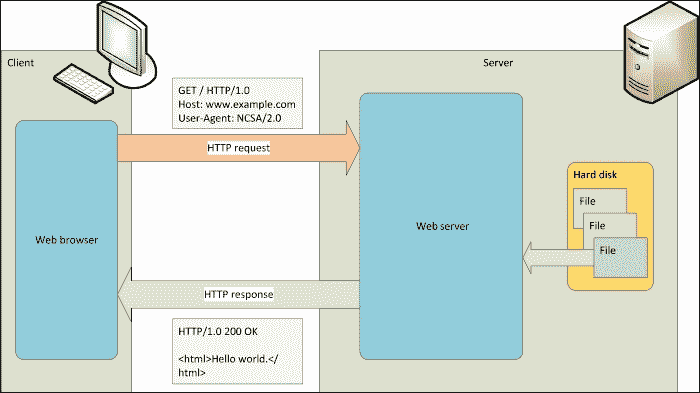 Client
Server
GET / HTTP/1.0
Host: www.example.com
User-Agent: NCSA/2.0
HTTP request
Hard disk
File
File
File
Web browser
Web server
HTTP response
HTTP/1.0 200 OK
<html>Hello world.</
html>